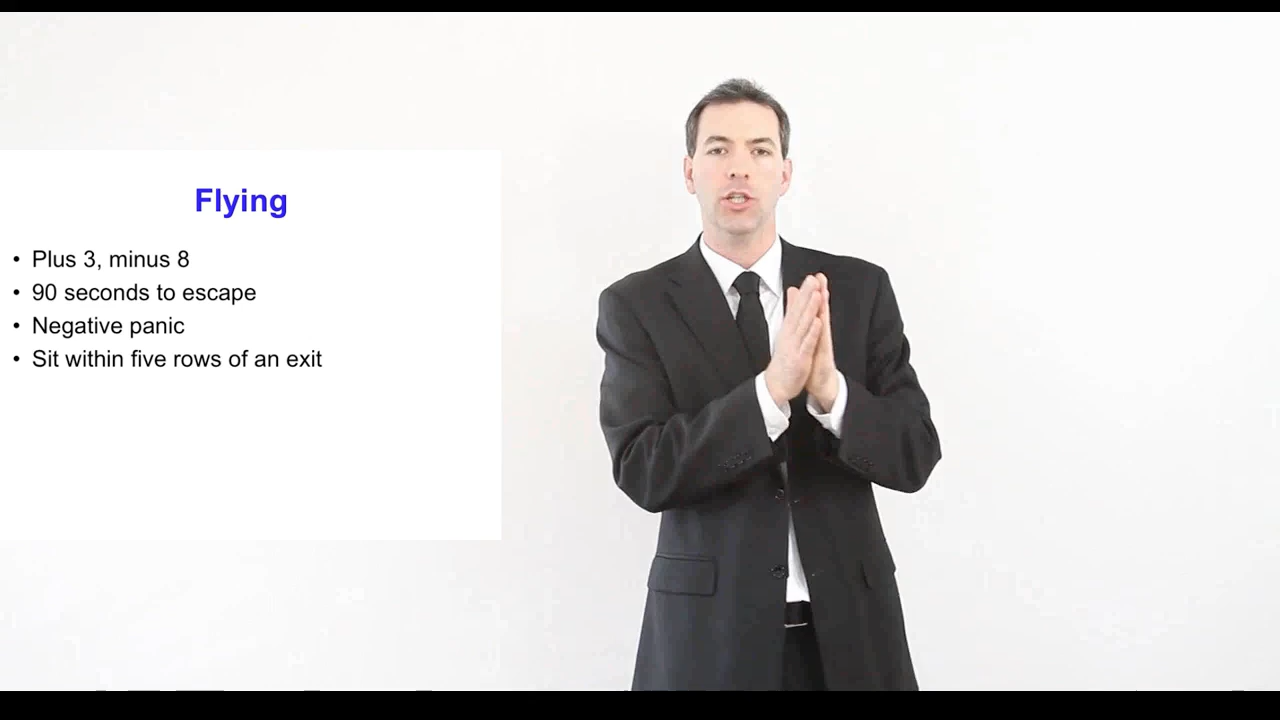 Flying
• Plus 3, minus 8
• 90 seconds to escape
• Negative panic
• Sit within five rows of an exit